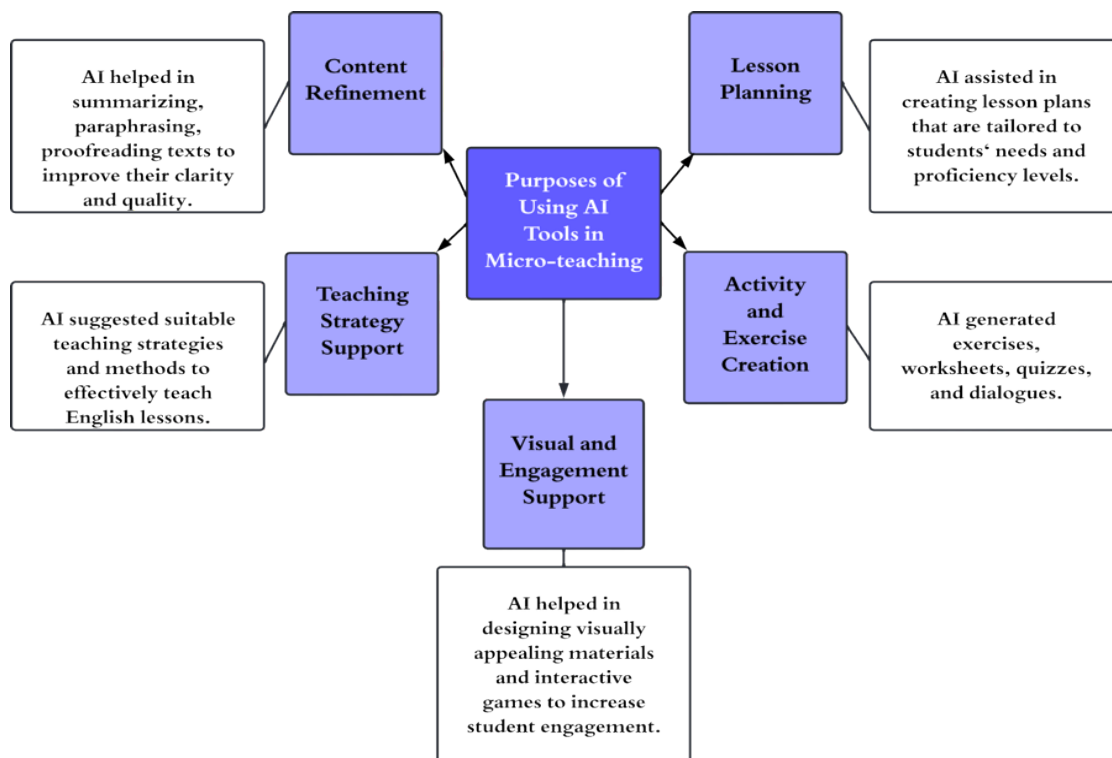 Purposes of
Using AI
Tools in
Micro-teaching
Content
Refinement
AI helped in
summarizing,
paraphrasing,
proofreading texts to
improve their clarity
and quality.
Lesson
Planning
AI assisted in
creating lesson plans
that are tailored to
students‘ needs and
proficiency levels.
Teaching
Strategy
Support
AI suggested suitable
teaching strategies
and methods to
effectively teach
English lessons.
Activity
and
Exercise
Creation
AI generated
exercises,
worksheets, quizzes,
and dialogues.
Visual and
Engagement
Support
AI helped in
designing visually
appealing materials
and interactive
games to increase
student engagement.